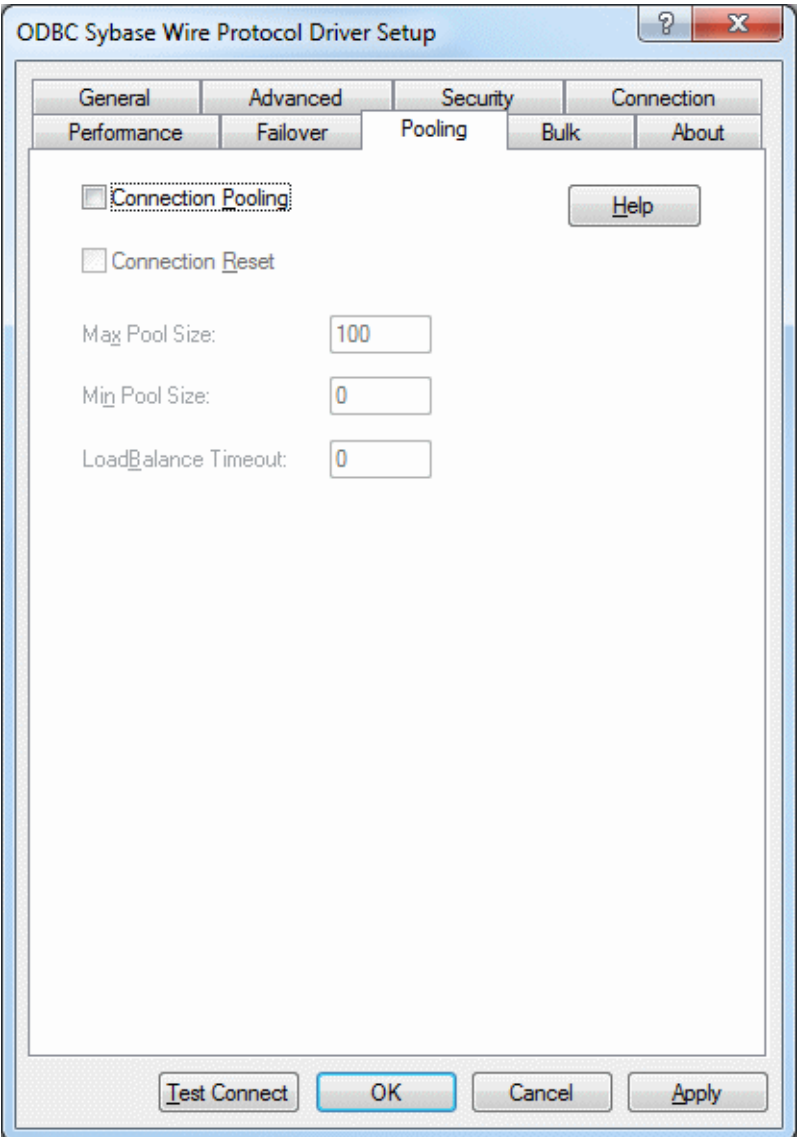 ODBC Sybase Wire Protocol Driver Setup
General Advanced Security Connection
Performance Failover Pooling Bulk About
Connection Pooling Help
Connection Reset
Max Pool Size: 100
Min Pool Size: 0
LoadBalance Timeout: 0
Test Connect OK Cancel Apply